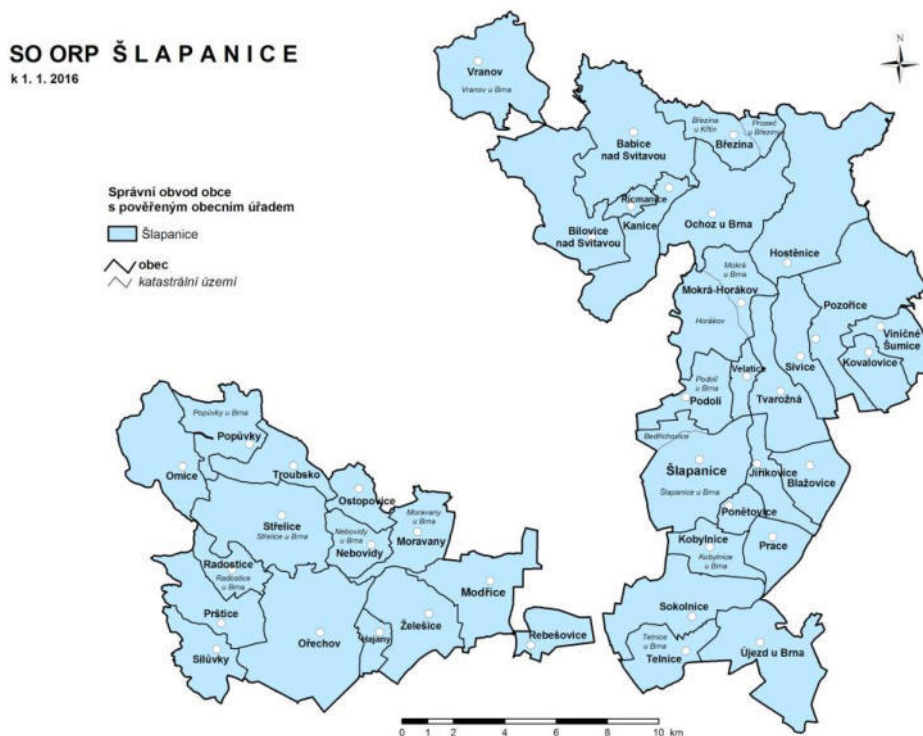 SO ORP ŠLAPANICE
k 1. 1. 2016
N
Správní obvod obce
s pověřeným obecním úřadem
Šlapanice
obec
katastrální území
Vranov
Vranov u Brna
Babice
nad Svitavou
Březina
u Křtin
Proseč
u Březiny
Březina
Řícmanice
Kanice
Ochoz u Brna
Bílovice
nad Svitavou
Hostěnice
Mokrá
u Brna
Mokrá-Horákov
Horákov
Pozořice
Viničné
Šumice
Kovalovice
Sivice
Velatice
Tvarožná
Podolí
u Brna
Podolí
Bedřichovice
Šlapanice
Šlapanice u Brna
Jiříkovice
Blažovice
Ponětovice
Kobylnice
Kobylnice
u Brna
Prace
Sokolnice
Telnice
u Brna
Telnice
Újezd u Brna
Popůvky u Brna
Popůvky
Omice
Troubsko
Ostopovice
Střelice
Střelice u Brna
Nebovidy
u Brna
Nebovidy
Moravany
u Brna
Moravany
Radostice
Radostice
u Brna
Modřice
Prštice
Ořechov
Hajany
Želešice
Rebešovice
Silůvky
0 1 2 4 6 8 10 km